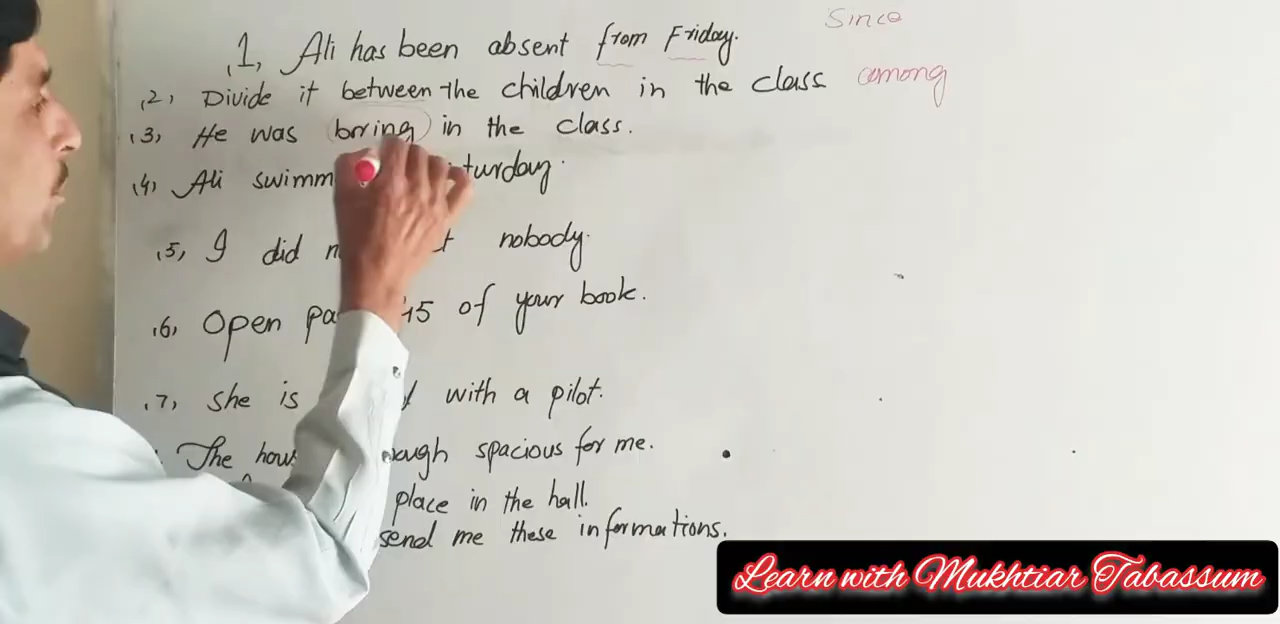 Since
,1, Ali has been absent from Friday.
,2, Divide it between the children in the class among
,3, He was boring in the class.
,4, Ali swimm turday.
,5, I did nobody.
,6, Open pa 45 of your book.
,7, She is with a pilot.
The hous spacious for me.
place in the hall.
send me these informations.
Learn with Mukhtiar Tabassum